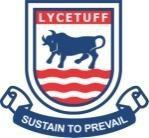 LYCETUFF
SUSTAIN TO PREVAIL